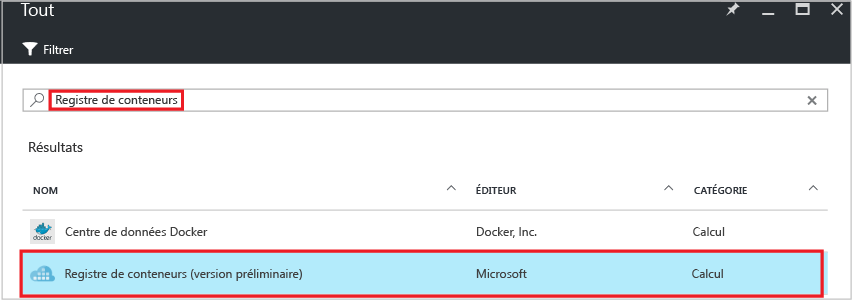 Tout
Filtrer
Registre de conteneurs
Résultats
NOM ÉDITEUR CATÉGORIE
docker Centre de données Docker Docker, Inc. Calcul
Registre de conteneurs (version préliminaire) Microsoft Calcul